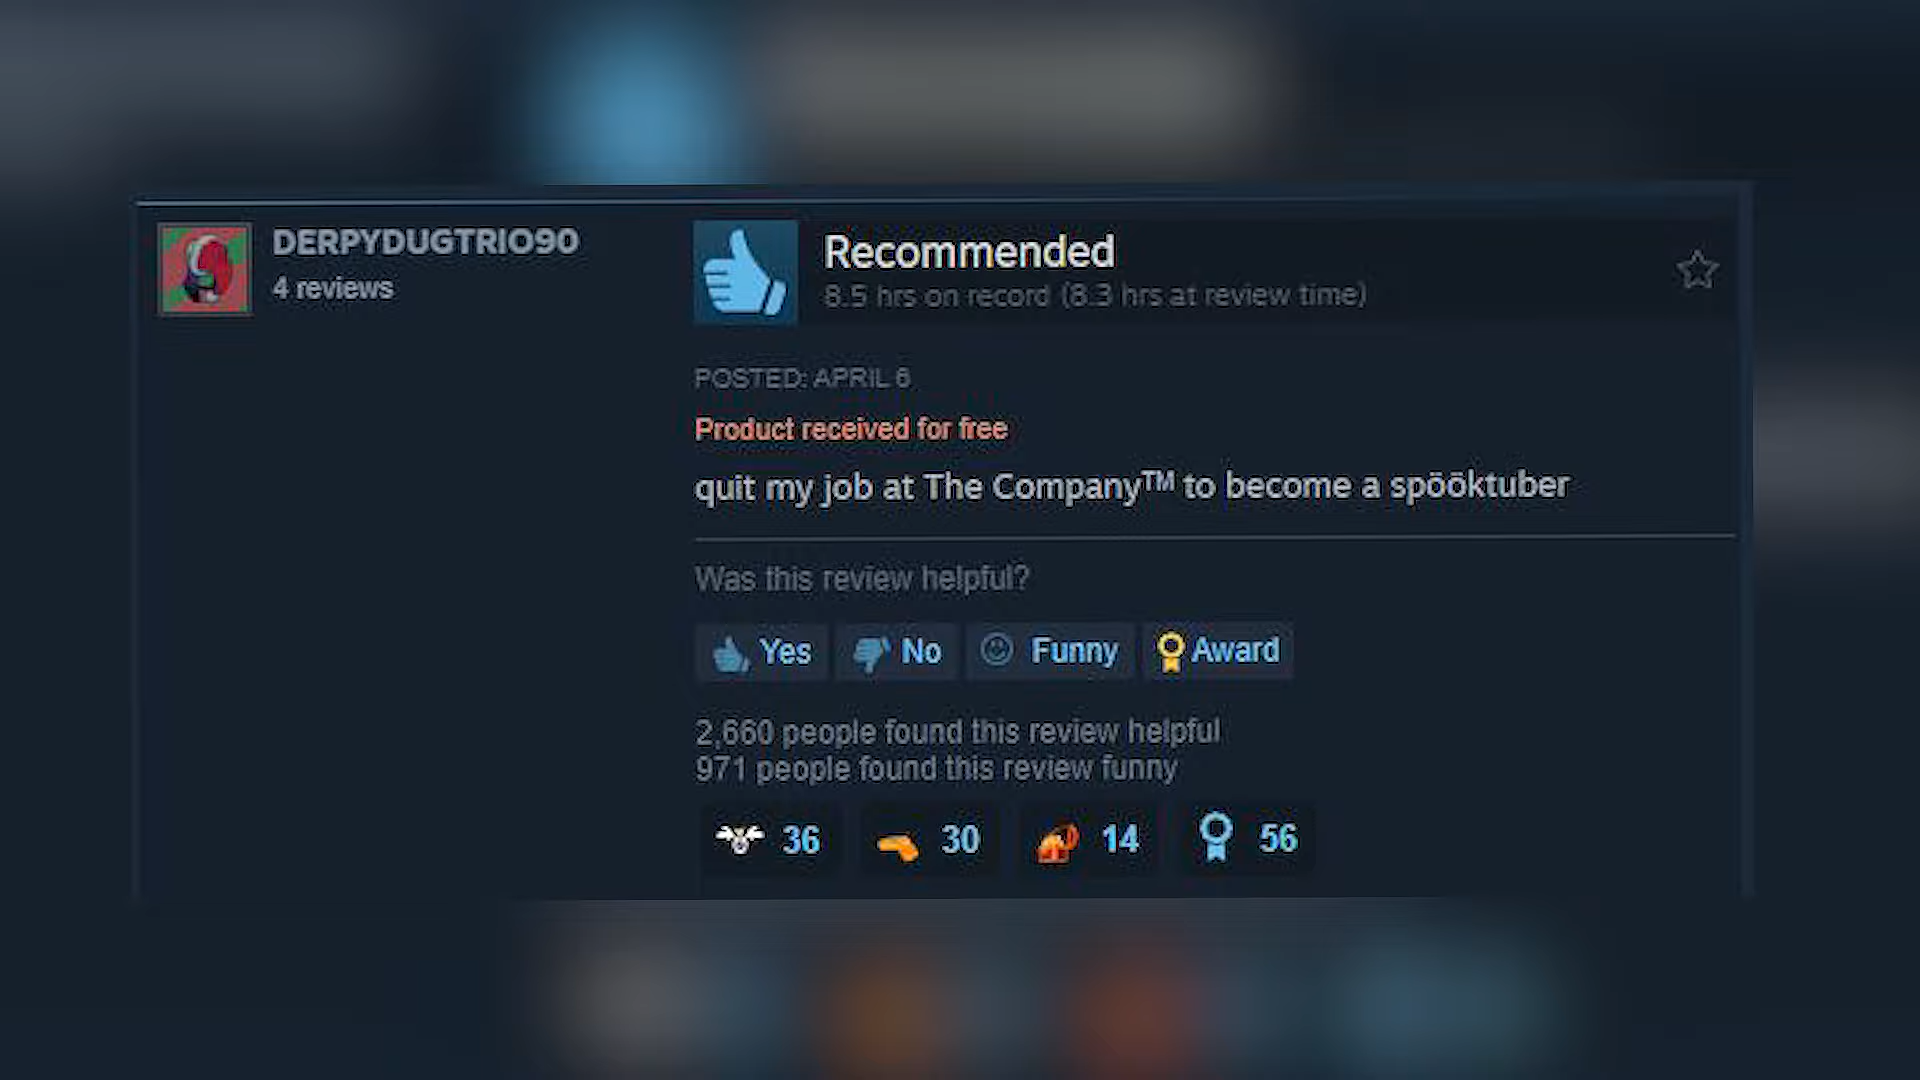 DERPYDUGTRIO90
4 reviews
Recommended
8.5 hrs on record (8.3 hrs at review time)
POSTED: APRIL 6
Product received for free
quit my job at The Company™ to become a spööktuber
Was this review helpful?
Yes
No
Funny
Award
2,660 people found this review helpful
971 people found this review funny
36
30
14
56